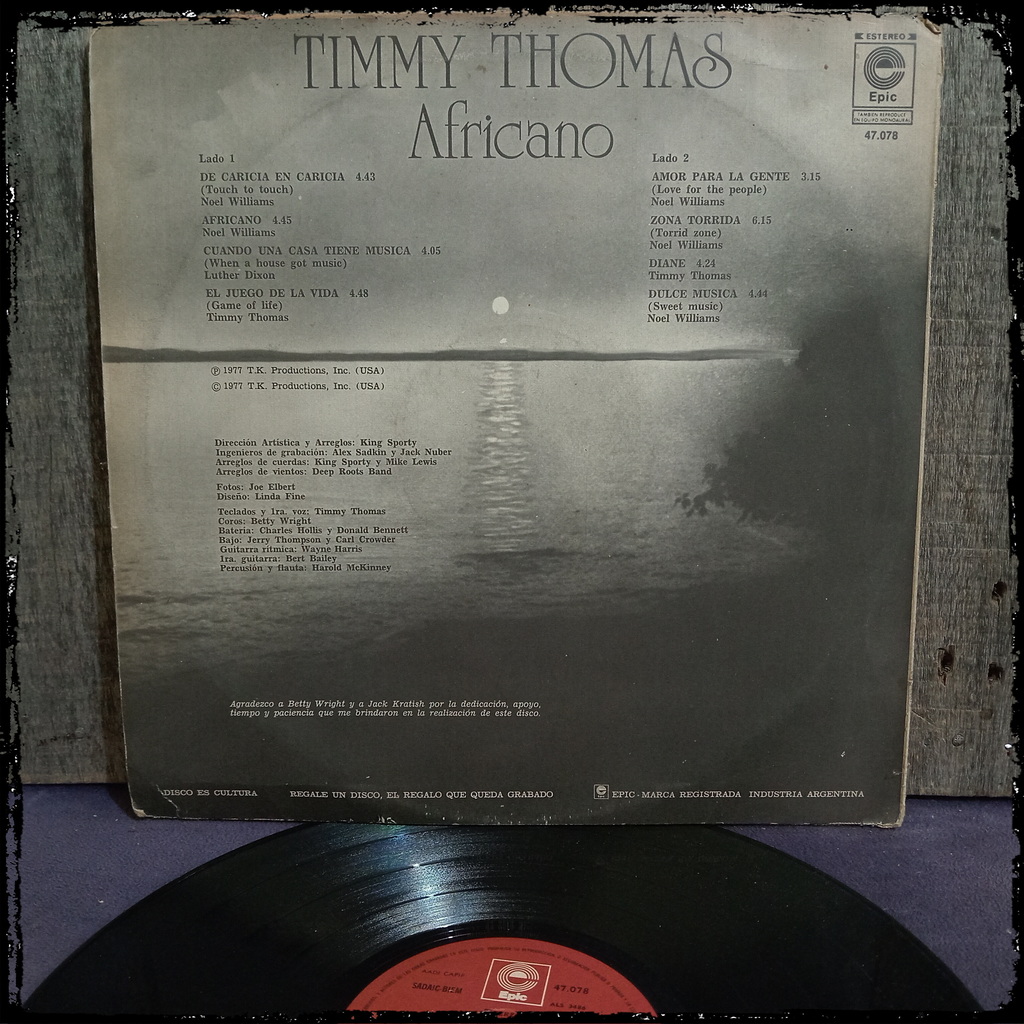 TIMMY THOMAS
Africano
ESTEREO
Epic
TAMBIEN REPRODUCE
EN EQUIPO MONOAURAL
47.078
Lado 1
DE CARICIA EN CARICIA 4.43
(Touch to touch)
Noel Williams
AFRICANO 4.45
Noel Williams
CUANDO UNA CASA TIENE MUSICA 4.05
(When a house got music)
Luther Dixon
EL JUEGO DE LA VIDA 4.48
(Game of life)
Timmy Thomas
Lado 2
AMOR PARA LA GENTE 3.15
(Love for the people)
Noel Williams
ZONA TORRIDA 6.15
(Torrid zone)
Noel Williams
DIANE 4.24
Timmy Thomas
DULCE MUSICA 4.44
(Sweet music)
Noel Williams
℗ 1977 T.K. Productions, Inc. (USA)
© 1977 T.K. Productions, Inc. (USA)
Dirección Artística y Arreglos: King Sporty
Ingenieros de grabación: Alex Sadkin y Jack Nuber
Arreglos de cuerdas: King Sporty y Mike Lewis
Arreglos de vientos: Deep Roots Band
Fotos: Joe Elbert
Diseño: Linda Fine
Teclados y 1ra. voz: Timmy Thomas
Coros: Betty Wright
Batería: Charles Hollis y Donald Bennett
Bajo: Jerry Thompson y Carl Crowder
Guitarra rítmica: Wayne Harris
1ra. guitarra: Bert Bailey
Percusión y flauta: Harold McKinney
Agradezco a Betty Wright y a Jack Kratish por la dedicación, apoyo,
tiempo y paciencia que me brindaron en la realización de este disco.
DISCO ES CULTURA REGALE UN DISCO, EL REGALO QUE QUEDA GRABADO EPIC - MARCA REGISTRADA INDUSTRIA ARGENTINA
AADI CAPIF
SADAIC-BIEM
Epic
47.078